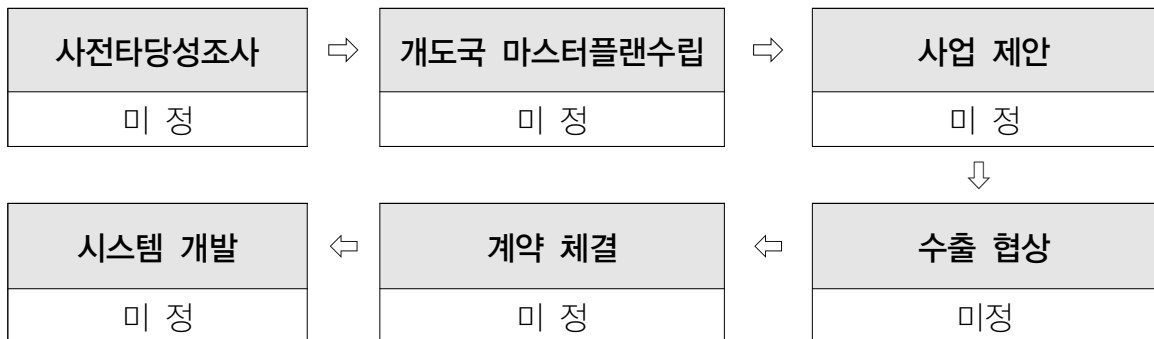 사전타당성조사 ⇨ 개도국 마스터플랜수립 ⇨ 사업 제안
미 정 미 정 미 정
⇩
시스템 개발 ⇦ 계약 체결 ⇦ 수출 협상
미 정 미 정 미정